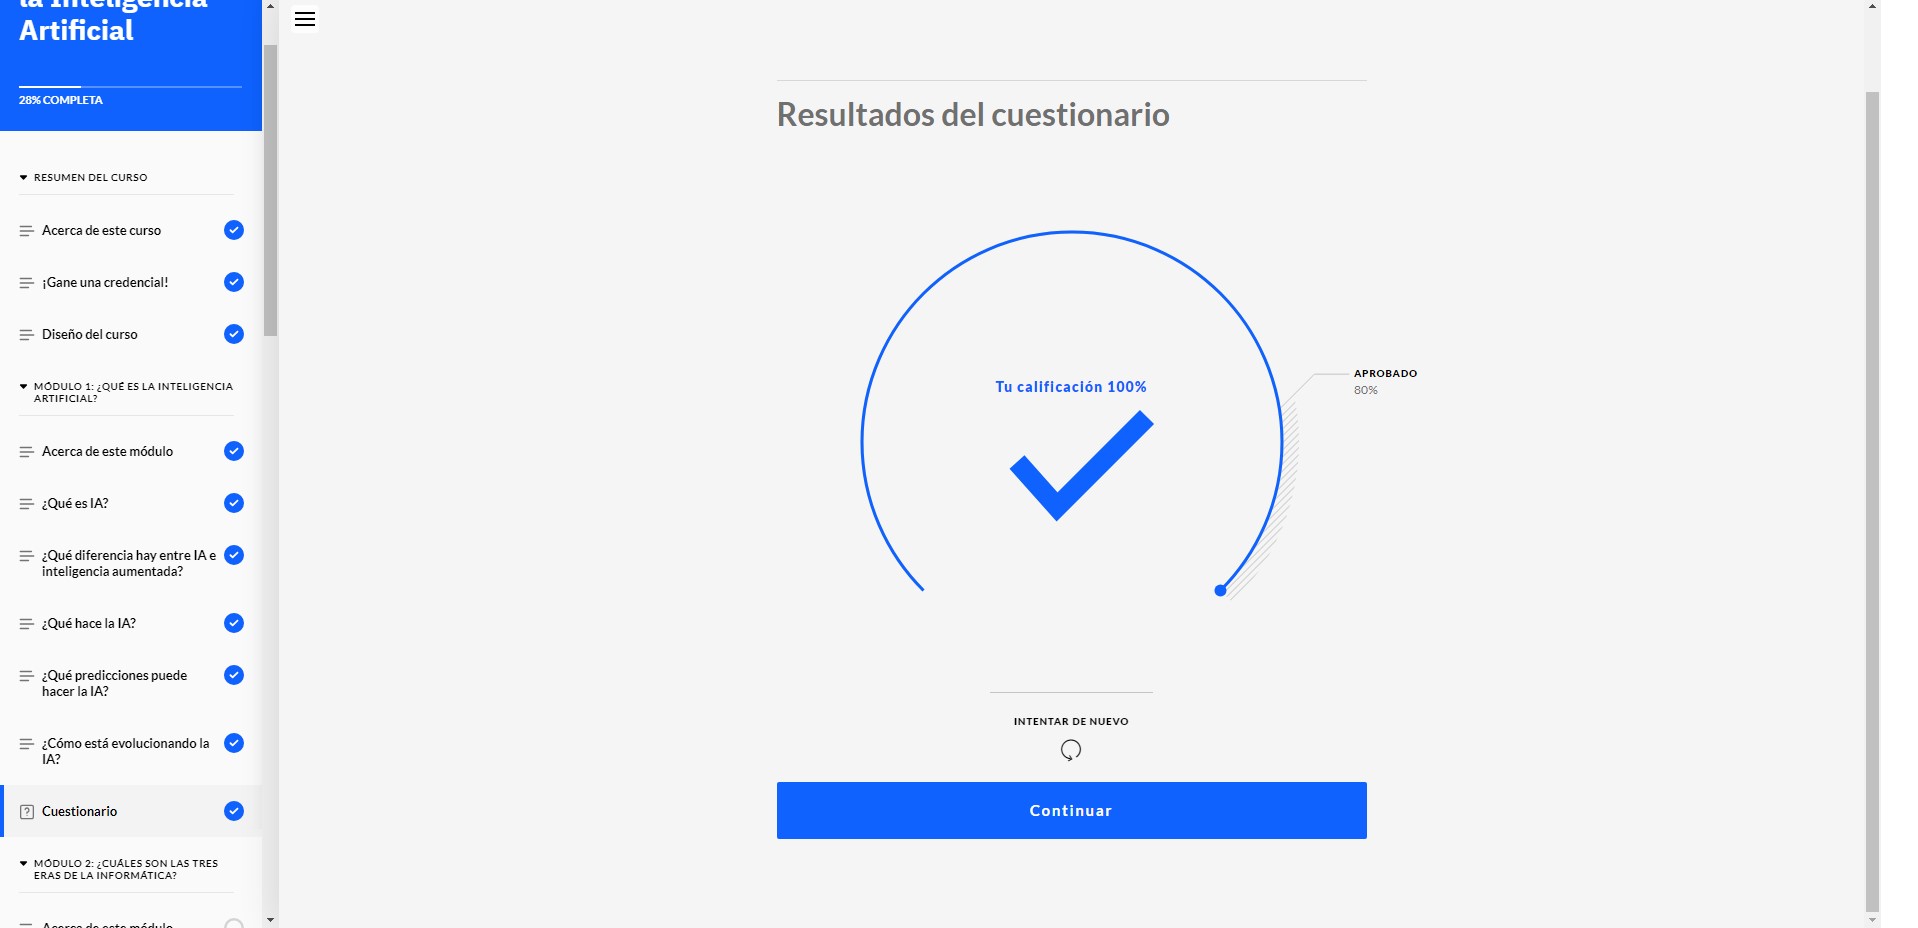 la Inteligencia
Artificial
28% COMPLETA
RESUMEN DEL CURSO
Acerca de este curso
¡Gane una credencial!
Diseño del curso
MÓDULO 1: ¿QUÉ ES LA INTELIGENCIA
ARTIFICIAL?
Acerca de este módulo
¿Qué es IA?
¿Qué diferencia hay entre IA e
inteligencia aumentada?
¿Qué hace la IA?
¿Qué predicciones puede
hacer la IA?
¿Cómo está evolucionando la
IA?
Cuestionario
MÓDULO 2: ¿CUÁLES SON LAS TRES
ERAS DE LA INFORMÁTICA?
Acerca de este módulo
Resultados del cuestionario
Tu calificación 100%
APROBADO
80%
INTENTAR DE NUEVO
Continuar